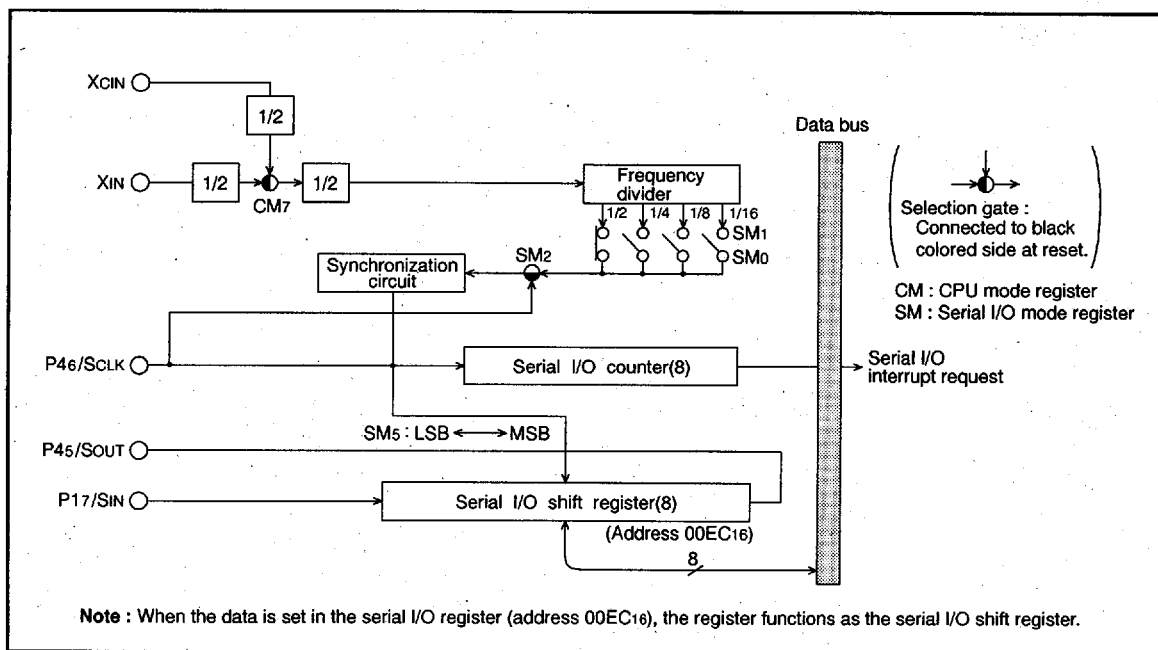 XCIN
1/2
XIN
1/2
CM7
1/2
Frequency
divider
1/2
1/4
1/8
1/16
SM1
SM0
SM2
Synchronization
circuit
Data bus
Selection gate :
Connected to black
colored side at reset.
CM : CPU mode register
SM : Serial I/O mode register
P46/SCLK
Serial I/O counter(8)
Serial I/O
interrupt request
SM5 : LSB
MSB
P45/SOUT
P17/SIN
Serial I/O shift register(8)
(Address 00EC16)
8
Note : When the data is set in the serial I/O register (address 00EC16), the register functions as the serial I/O shift register.